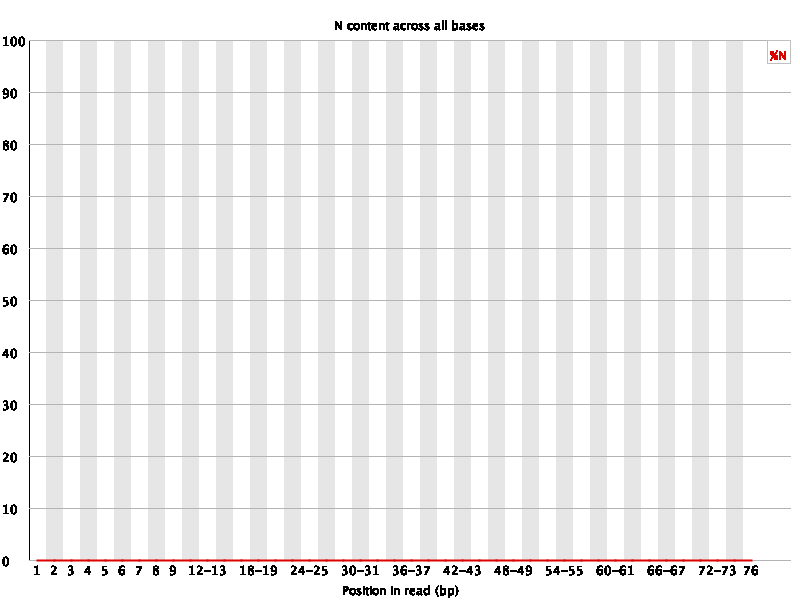 N content across all bases
%N
100
90
80
70
60
50
40
30
20
10
0
1 2 3 4 5 6 7 8 9 12-13 18-19 24-25 30-31 36-37 42-43 48-49 54-55 60-61 66-67 72-73 76
Position in read (bp)